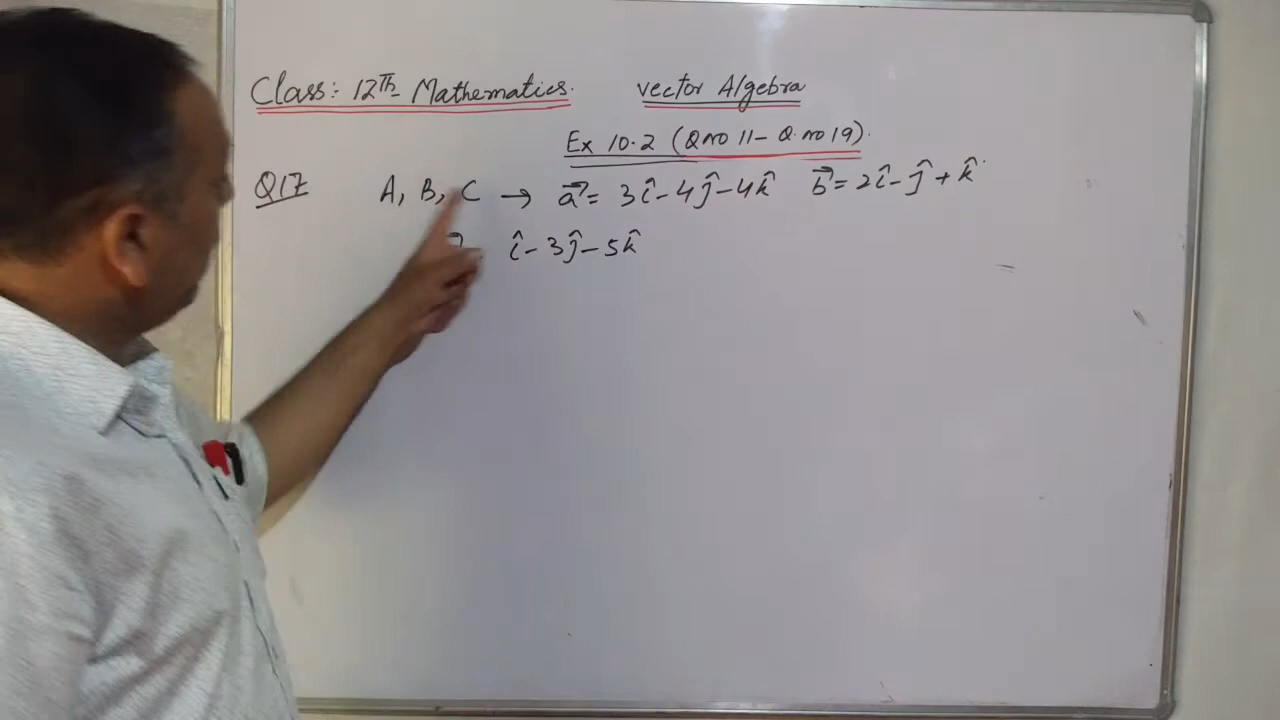 Class:- 12Th Mathematics. vector Algebra
Ex 10.2 (Q no 11 - Q. no 19).
Q17 A, B, C → a⃗ = 3î - 4ĵ - 4k̂ b⃗ = 2î - ĵ + k̂
î - 3ĵ - 5k̂